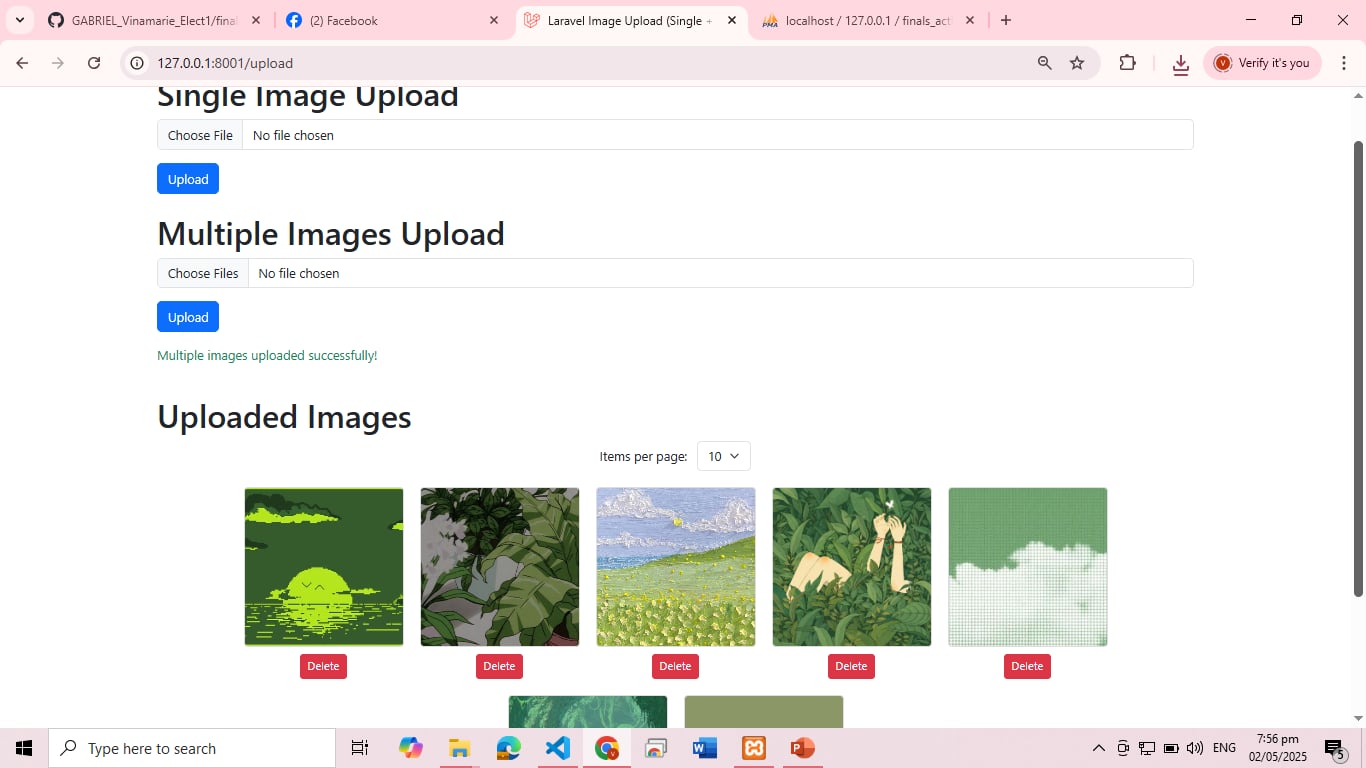 GABRIEL_Vinamarie_Elect1/final
(2) Facebook
Laravel Image Upload (Single +
PMA
localhost / 127.0.0.1 / finals_act
127.0.0.1:8001/upload
V
Verify it's you
Single Image Upload
Choose File
No file chosen
Upload
Multiple Images Upload
Choose Files
No file chosen
Upload
Multiple images uploaded successfully!
Uploaded Images
Items per page:
10
Delete
Delete
Delete
Delete
Delete
Type here to search
ENG
7:56 pm
02/05/2025
5